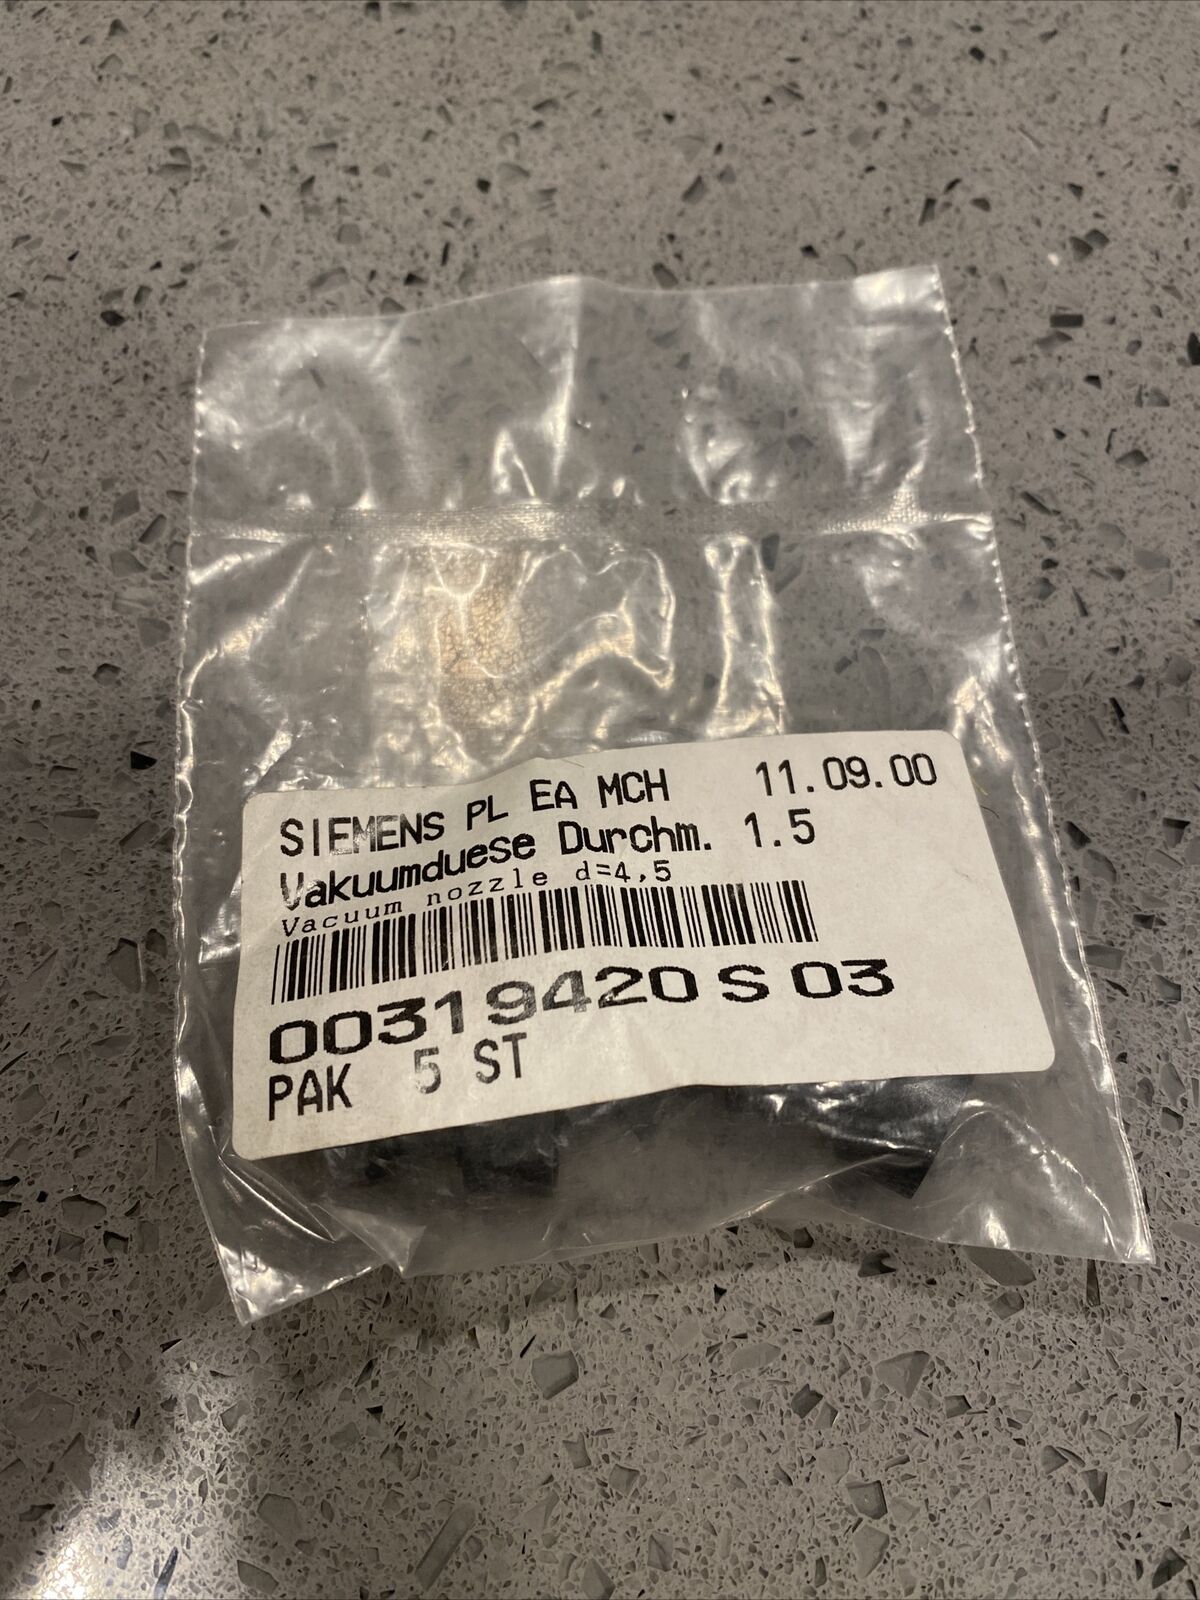 SIEMENS PL EA MCH 11.09.00
Vakuumduese Durchm. 1.5
Vacuum nozzle d=4,5
00319420 S 03
PAK 5 ST